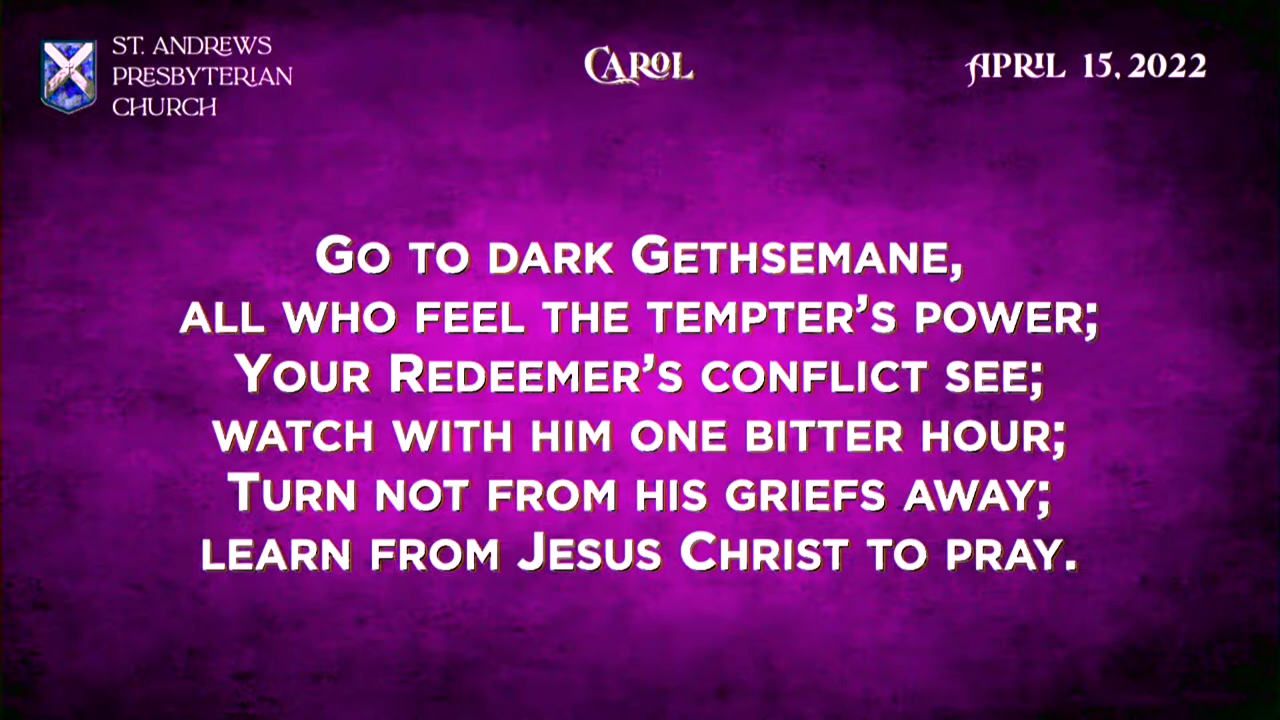 ST. ANDREWS
PRESBYTERIAN
CHURCH
CAROL
APRIL 15, 2022
GO TO DARK GETHSEMANE,
ALL WHO FEEL THE TEMPTER’S POWER;
YOUR REDEEMER’S CONFLICT SEE;
WATCH WITH HIM ONE BITTER HOUR;
TURN NOT FROM HIS GRIEFS AWAY;
LEARN FROM JESUS CHRIST TO PRAY.